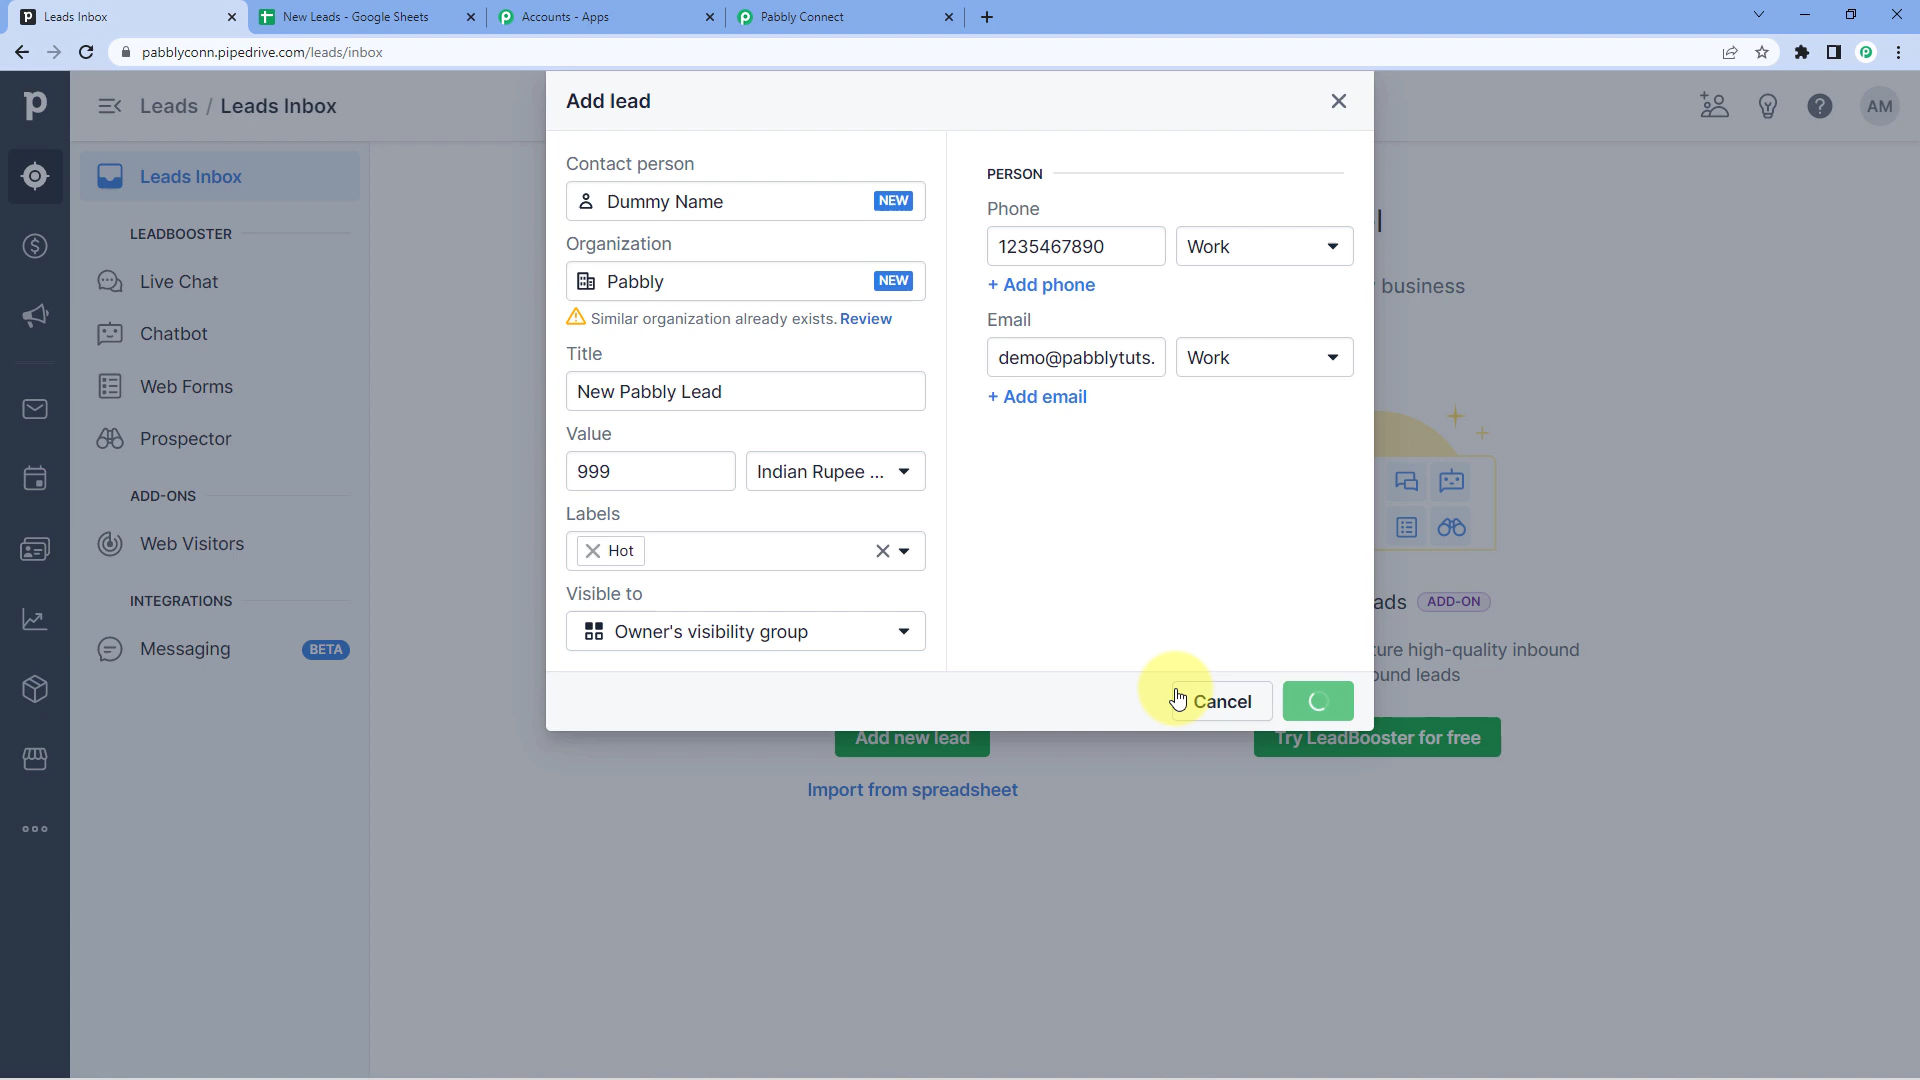 Leads Inbox
New Leads - Google Sheets
Accounts - Apps
Pabbly Connect
pabblyconn.pipedrive.com/leads/inbox
Leads / Leads Inbox
AM
Leads Inbox
LEADBOOSTER
Live Chat
Chatbot
Web Forms
Prospector
ADD-ONS
Web Visitors
INTEGRATIONS
Messaging BETA
Add lead
Contact person
Dummy Name NEW
Organization
Pabbly NEW
Similar organization already exists. Review
Title
New Pabbly Lead
Value
999 Indian Rupee ...
Labels
Hot
Visible to
Owner's visibility group
PERSON
Phone
1235467890 Work
+ Add phone
Email
demo@pabblytuts. Work
+ Add email
Cancel
business
ads ADD-ON
ture high-quality inbound
ound leads
Add new lead
Try LeadBooster for free
Import from spreadsheet